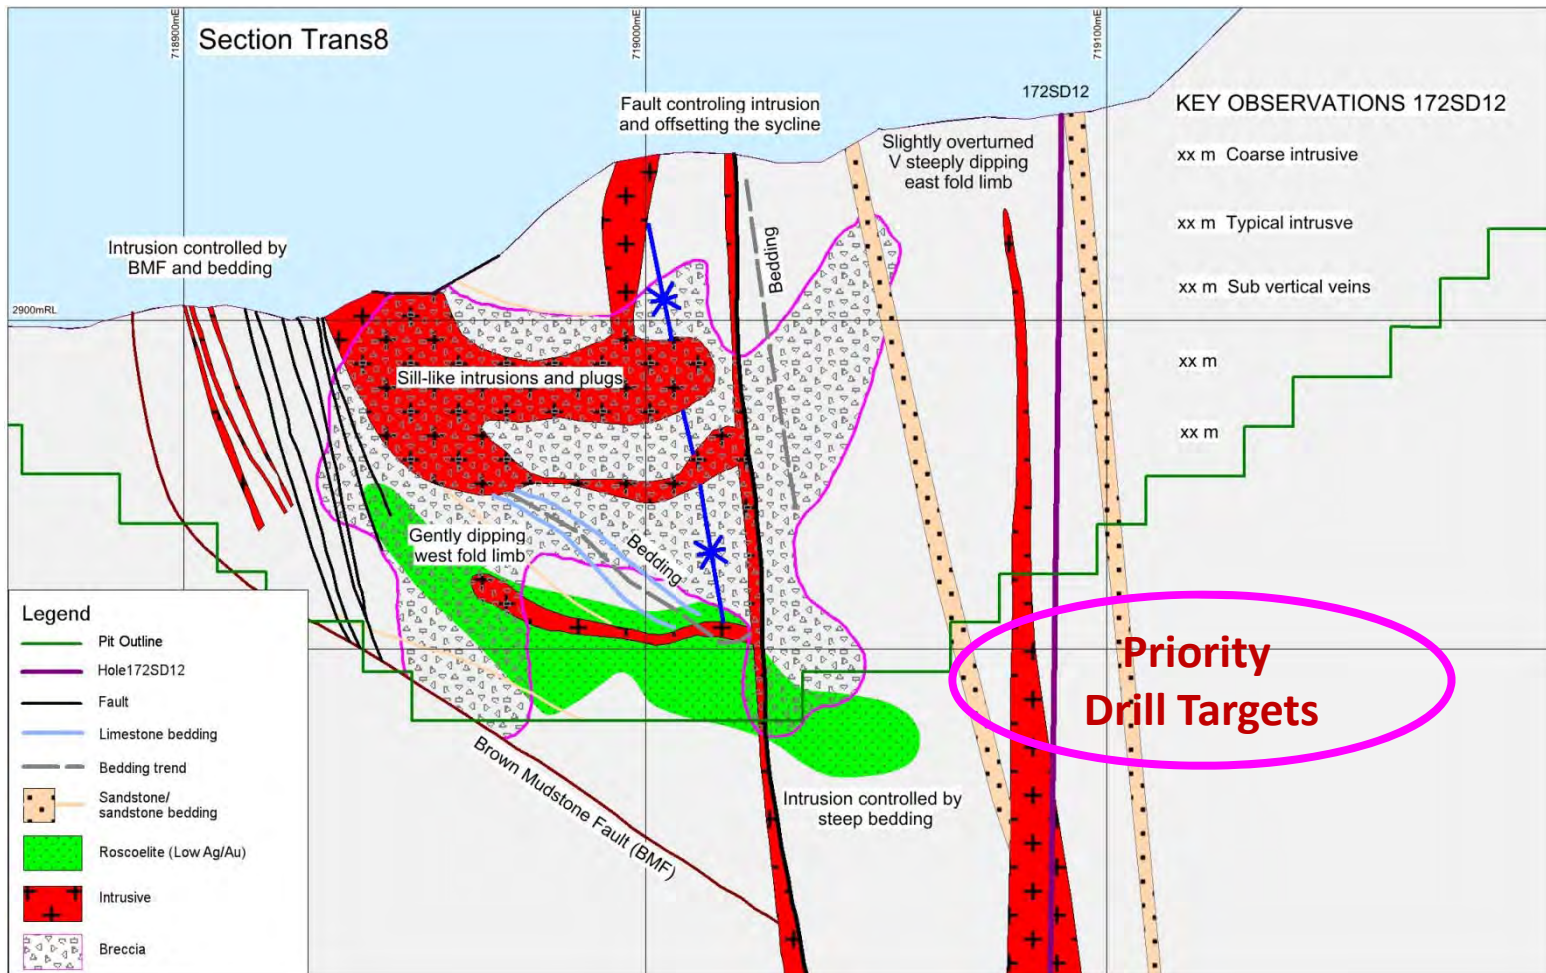 Section Trans8
718900mE
719000mE
719100mE
172SD12
Fault controling intrusion
and offsetting the sycline
Slightly overturned
V steeply dipping
east fold limb
KEY OBSERVATIONS 172SD12
xx m Coarse intrusive
xx m Typical intrusve
xx m Sub vertical veins
xx m
xx m
Intrusion controlled by
BMF and bedding
2900mRL
Bedding
Sill-like intrusions and plugs
Gently dipping
west fold limb
Bedding
Priority
Drill Targets
Brown Mudstone Fault (BMF)
Intrusion controlled by
steep bedding
Legend
Pit Outline
Hole172SD12
Fault
Limestone bedding
Bedding trend
Sandstone/
sandstone bedding
Roscoelite (Low Ag/Au)
Intrusive
Breccia